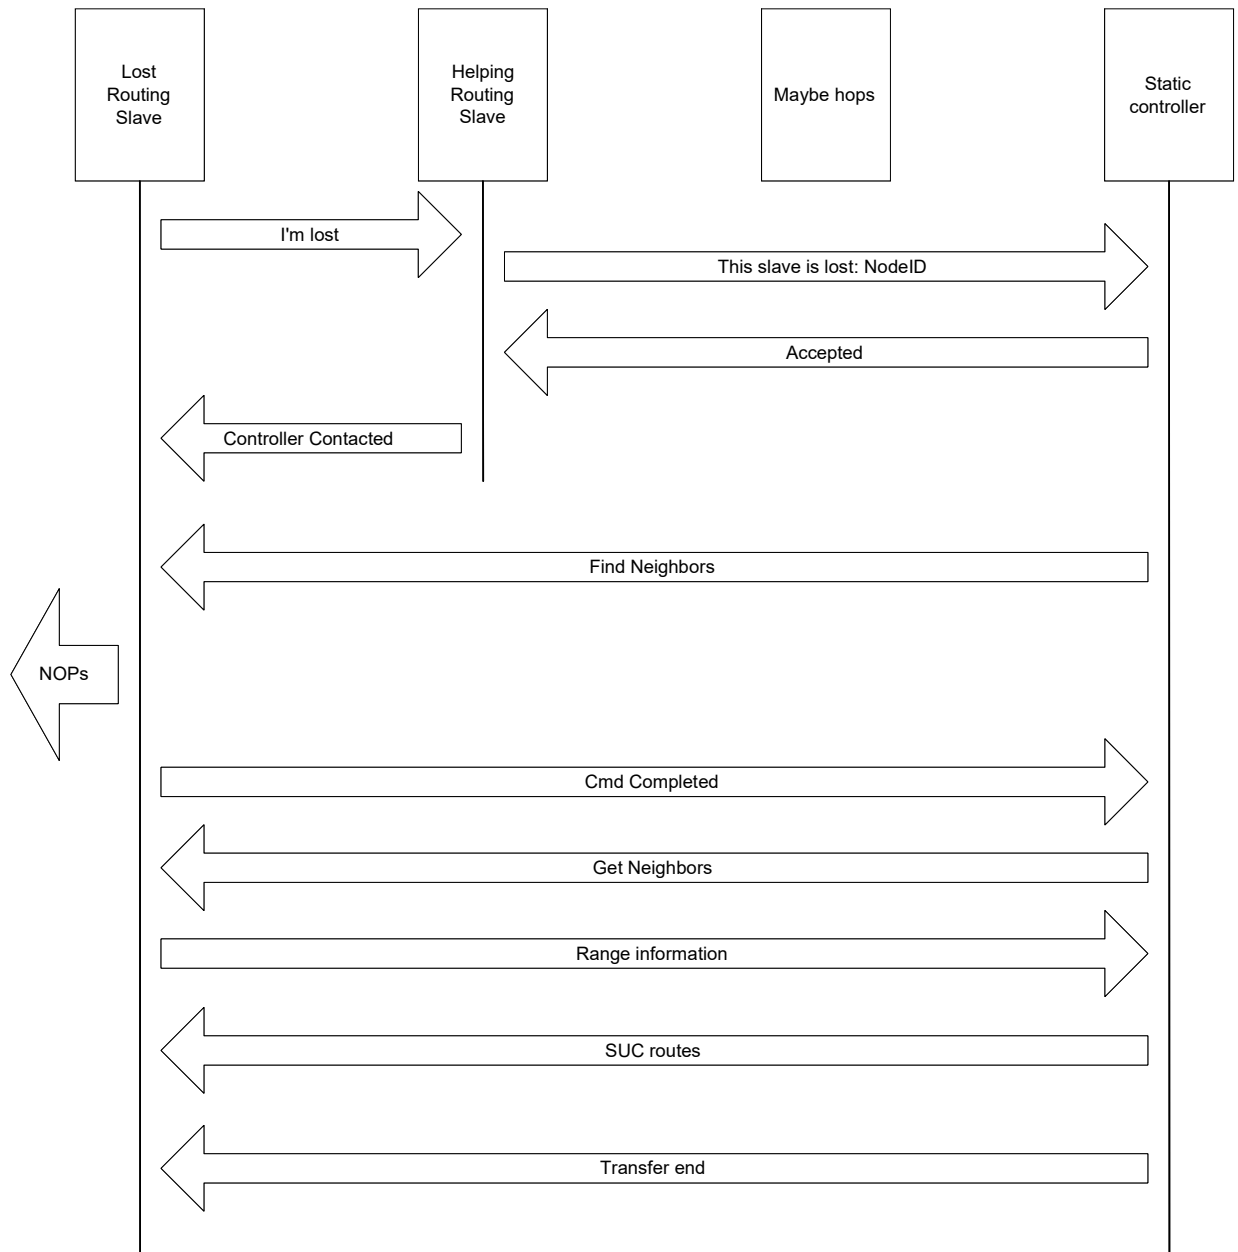 Lost
Routing
Slave
Helping
Routing
Slave
Maybe hops
Static
controller
I'm lost
This slave is lost: NodeID
Accepted
Controller Contacted
Find Neighbors
NOPs
Cmd Completed
Get Neighbors
Range information
SUC routes
Transfer end